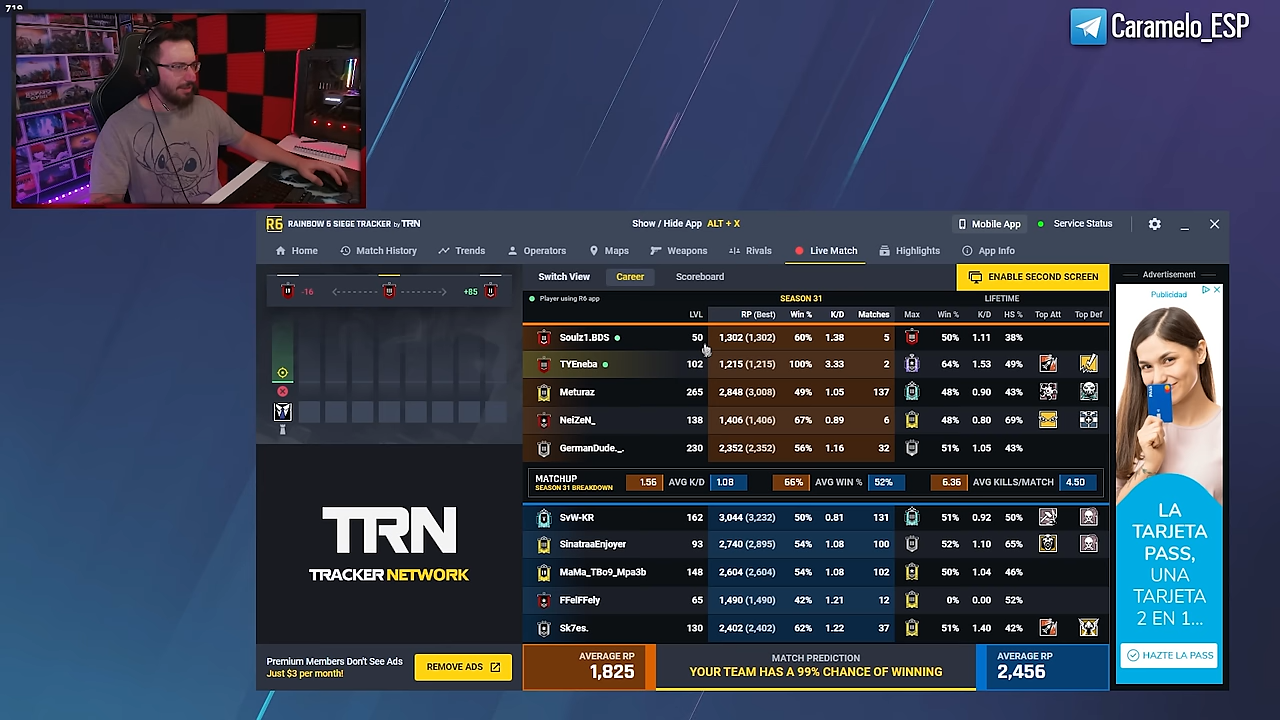 719
Caramelo_ESP
R6 RAINBOW 6 SIEGE TRACKER by TRN
Show / Hide App ALT + X
Mobile App
Service Status
Home
Match History
Trends
Operators
Maps
Weapons
Rivals
Live Match
Highlights
App Info
-16
+85
Switch View
Career
Scoreboard
ENABLE SECOND SCREEN
Player using R6 app
SEASON 31
LIFETIME
LVL RP (Best) Win % K/D Matches Max Win % K/D HS % Top Att Top Def
Soulz1.BDS 50 1,302 (1,302) 60% 1.38 5 50% 1.11 38%
TYEneba 102 1,215 (1,215) 100% 3.33 2 64% 1.53 49%
Meturaz 265 2,848 (3,008) 49% 1.05 137 48% 0.90 43%
NeiZeN_ 138 1,406 (1,406) 67% 0.89 6 48% 0.80 69%
GermanDude._. 230 2,352 (2,352) 56% 1.16 32 51% 1.05 43%
MATCHUP
SEASON 31 BREAKDOWN
1.56 AVG K/D 1.08
66% AVG WIN % 52%
6.36 AVG KILLS/MATCH 4.50
SvW-KR 162 3,044 (3,232) 50% 0.81 131 51% 0.92 50%
SinatraaEnjoyer 93 2,740 (2,895) 54% 1.08 100 52% 1.10 65%
MaMa_TBo9_Mpa3b 148 2,604 (2,604) 54% 1.08 102 50% 1.04 46%
FFelFFely 65 1,490 (1,490) 42% 1.21 12 0% 0.00 52%
Sk7es. 130 2,402 (2,402) 62% 1.22 37 51% 1.40 42%
AVERAGE RP
1,825
MATCH PREDICTION
YOUR TEAM HAS A 99% CHANCE OF WINNING
AVERAGE RP
2,456
TRN
TRACKER NETWORK
Premium Members Don't See Ads
Just $3 per month!
REMOVE ADS
Advertisement
Publicidad
LA
TARJETA
PASS,
UNA
TARJETA
2 EN 1...
HAZTE LA PASS